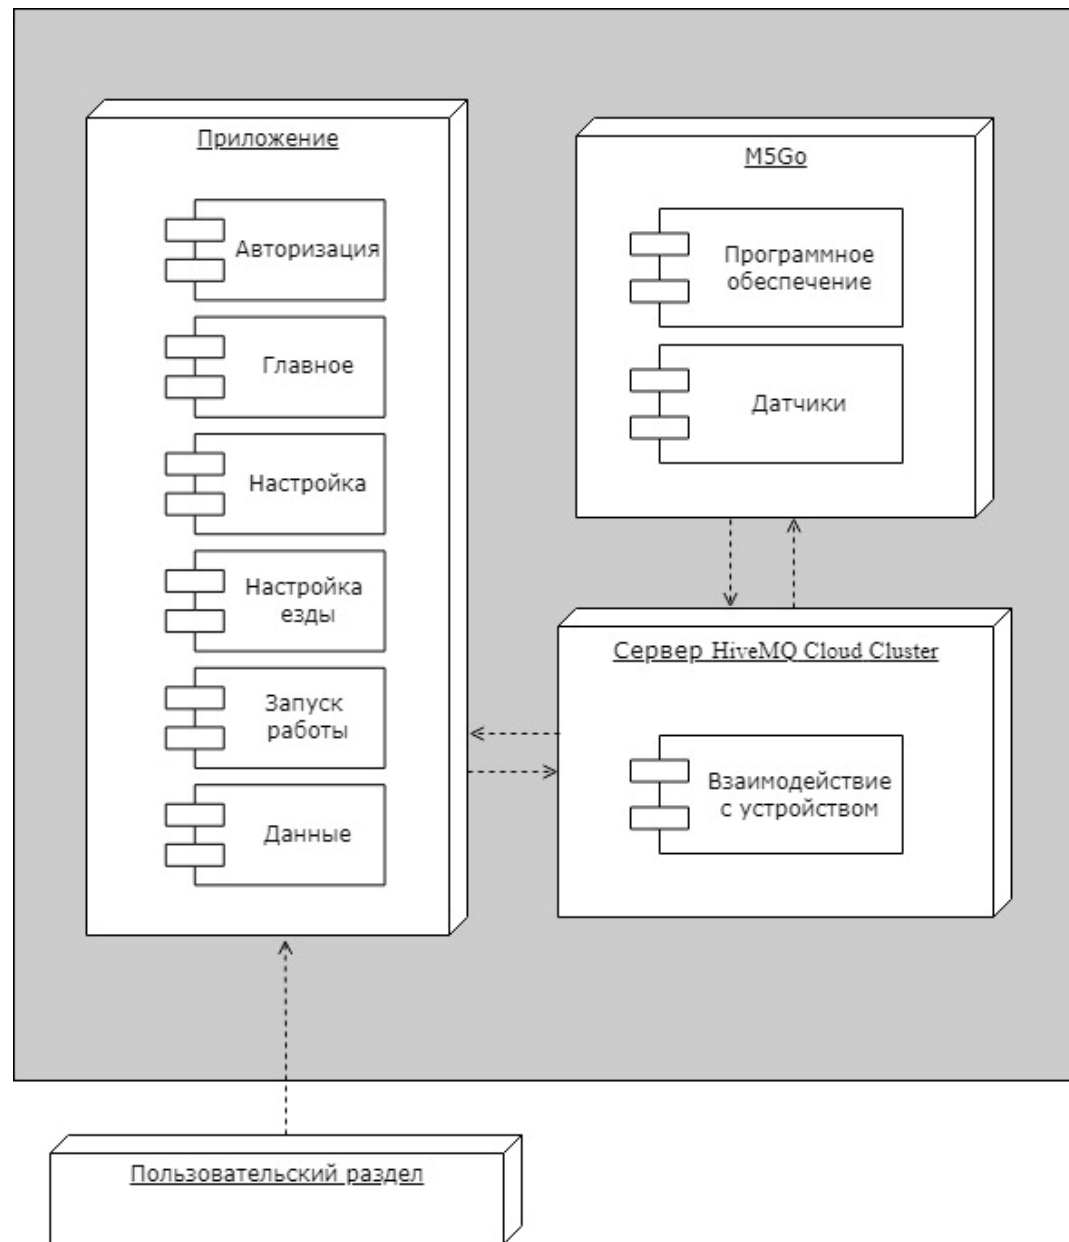 Приложение
Авторизация
Главное
Настройка
Настройка
езды
Запуск
работы
Данные
M5Go
Программное
обеспечение
Датчики
Сервер HiveMQ Cloud Cluster
Взаимодействие
с устройством
Пользовательский раздел